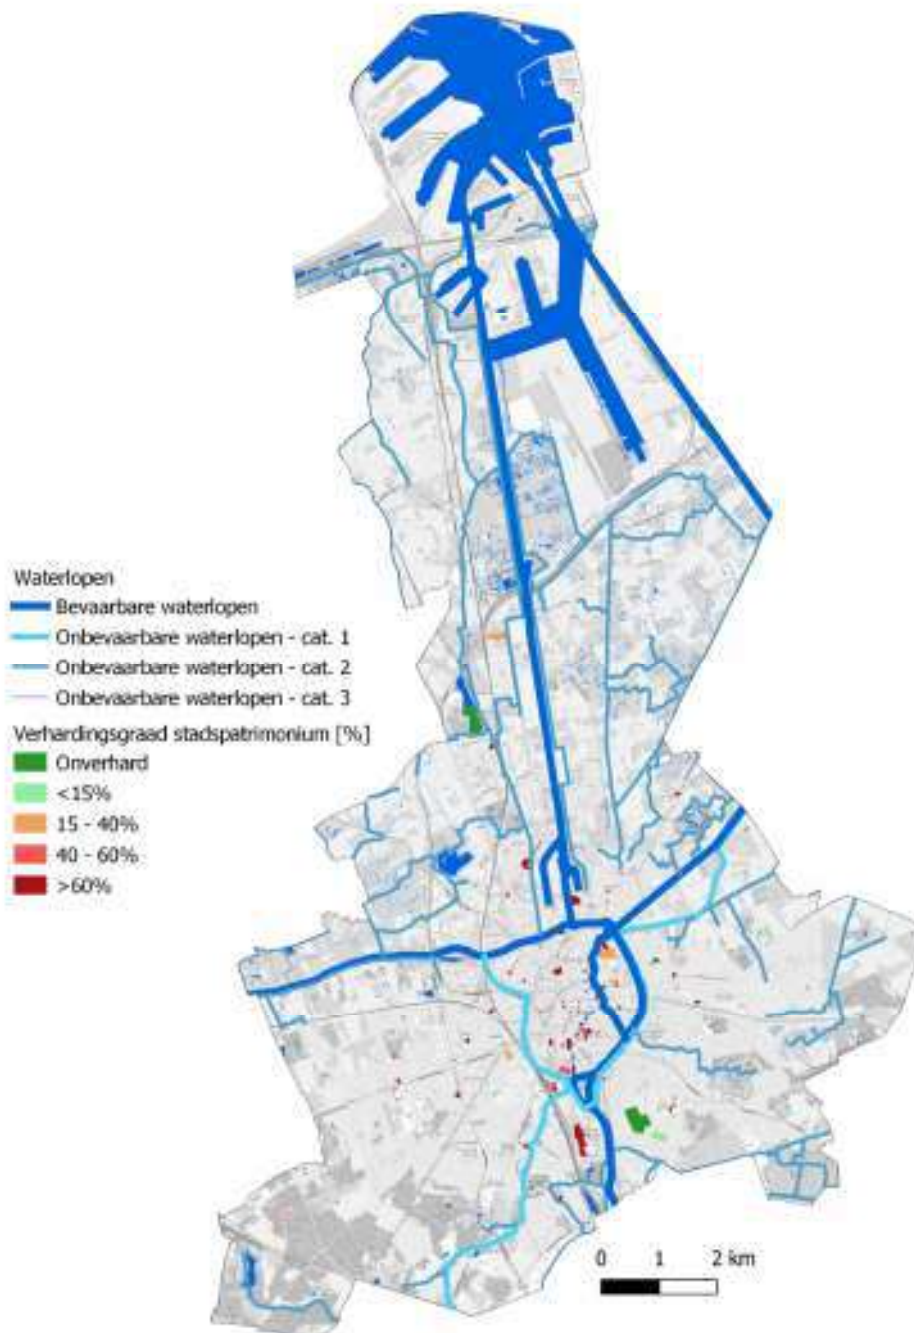 Waterlopen
Bevaarbare waterlopen
Onbevaarbare waterlopen - cat. 1
Onbevaarbare waterlopen - cat. 2
Onbevaarbare waterlopen - cat. 3
Verhardingsgraad stadspatrimonium [%]
Onverhard
<15%
15 - 40%
40 - 60%
>60%
0 1 2 km